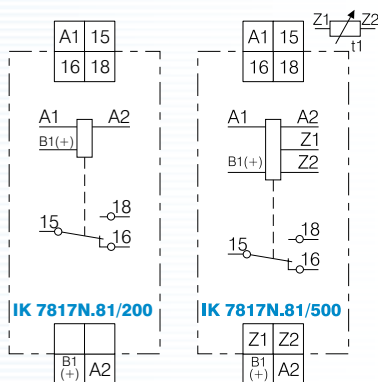 A1 15
16 18
A1 A2
B1(+)
15 18
16
IK 7817N.81/200
B1 (+) A2
A1 15
16 18
Z1 Z2
t1
A1 A2
Z1
B1(+) Z2
15 18
16
IK 7817N.81/500
Z1 Z2
B1 (+) A2